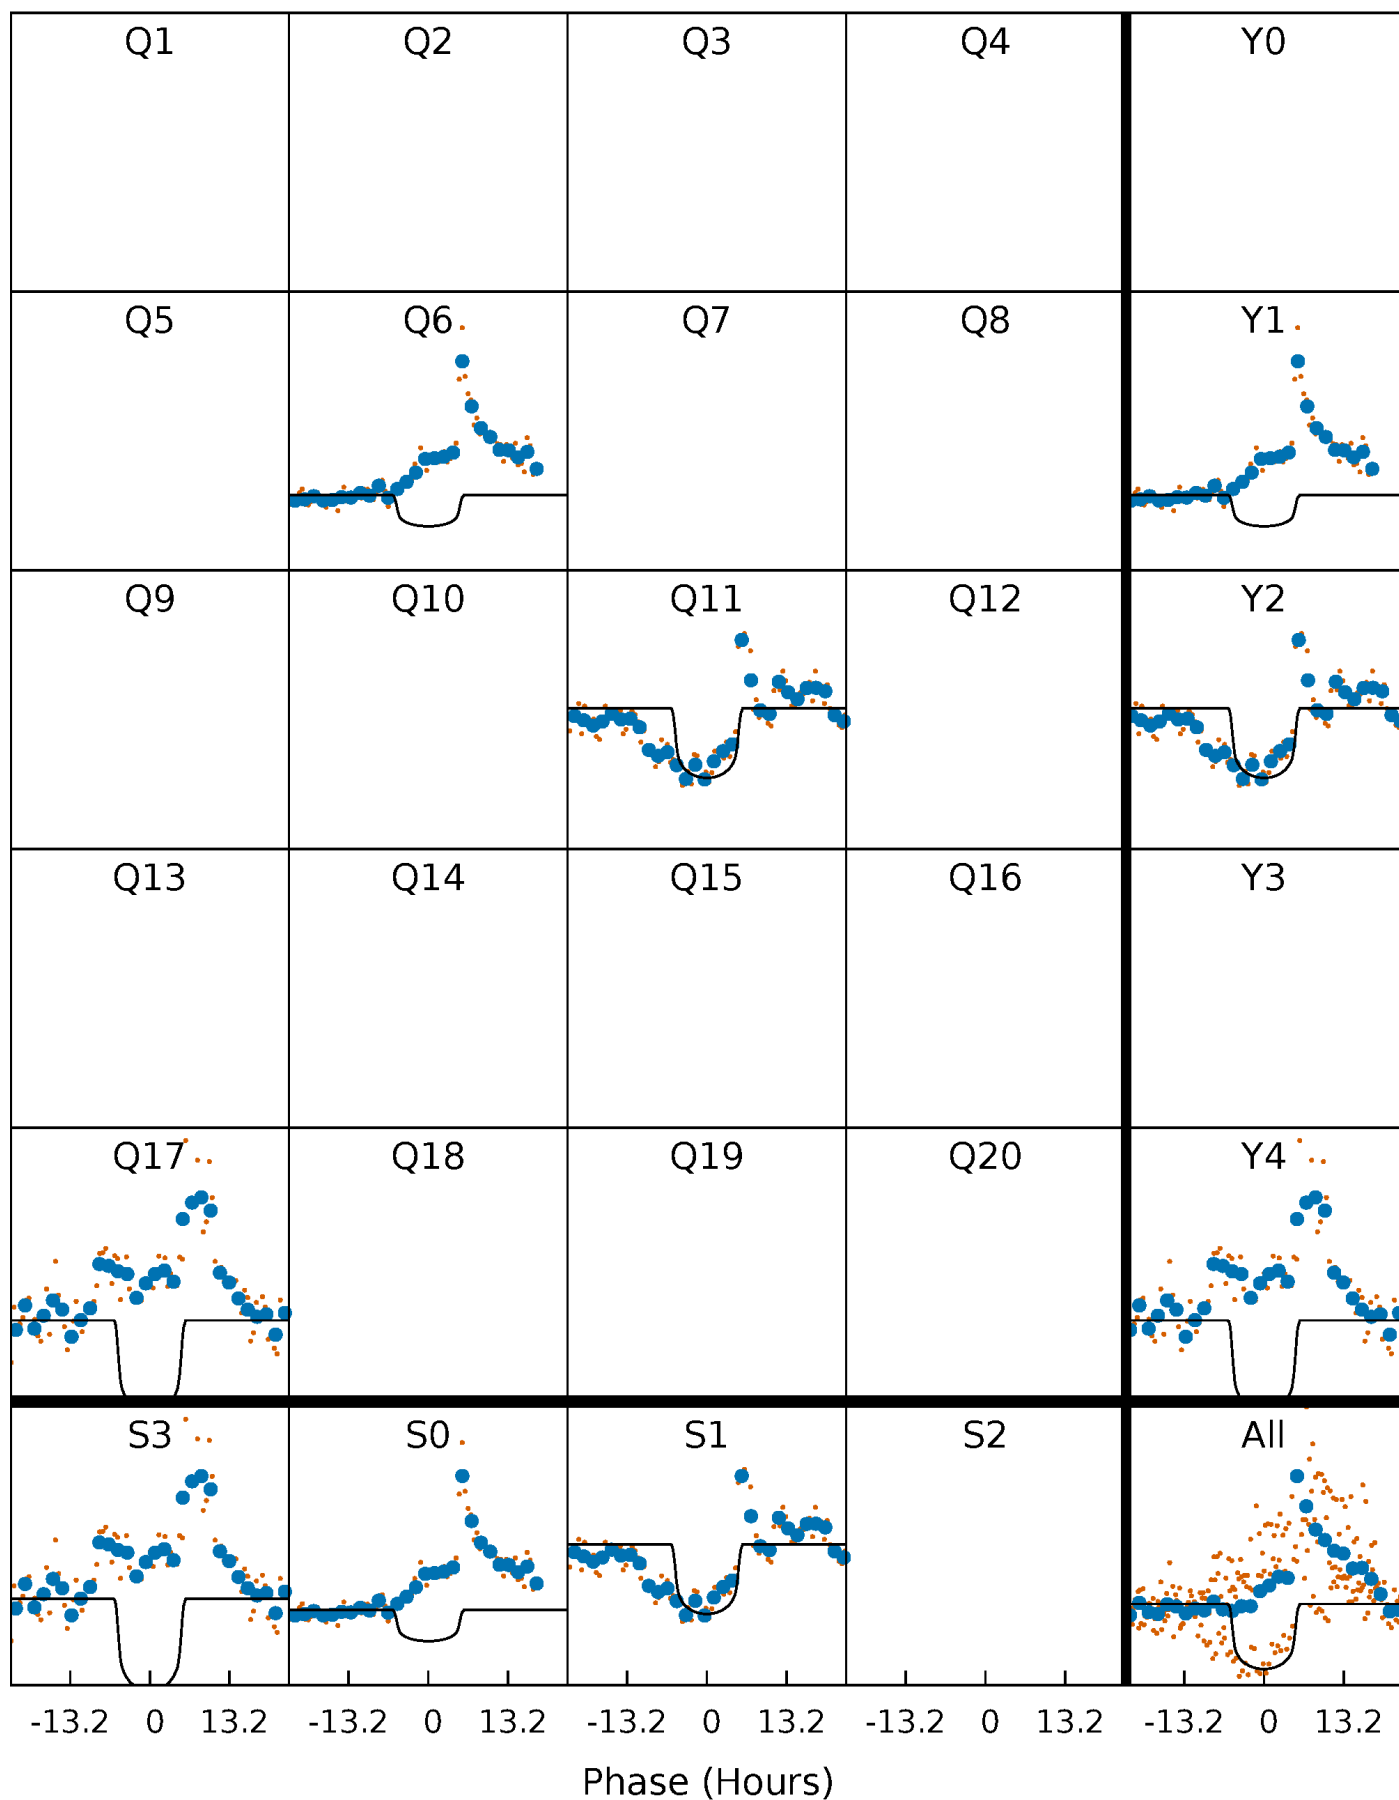 Q1 Q2 Q3 Q4 Y0
Q5 Q6 Q7 Q8 Y1
Q9 Q10 Q11 Q12 Y2
Q13 Q14 Q15 Q16 Y3
Q17 Q18 Q19 Q20 Y4
S3 S0 S1 S2 All
-13.2 0 13.2 -13.2 0 13.2 -13.2 0 13.2 -13.2 0 13.2 -13.2 0 13.2
Phase (Hours)